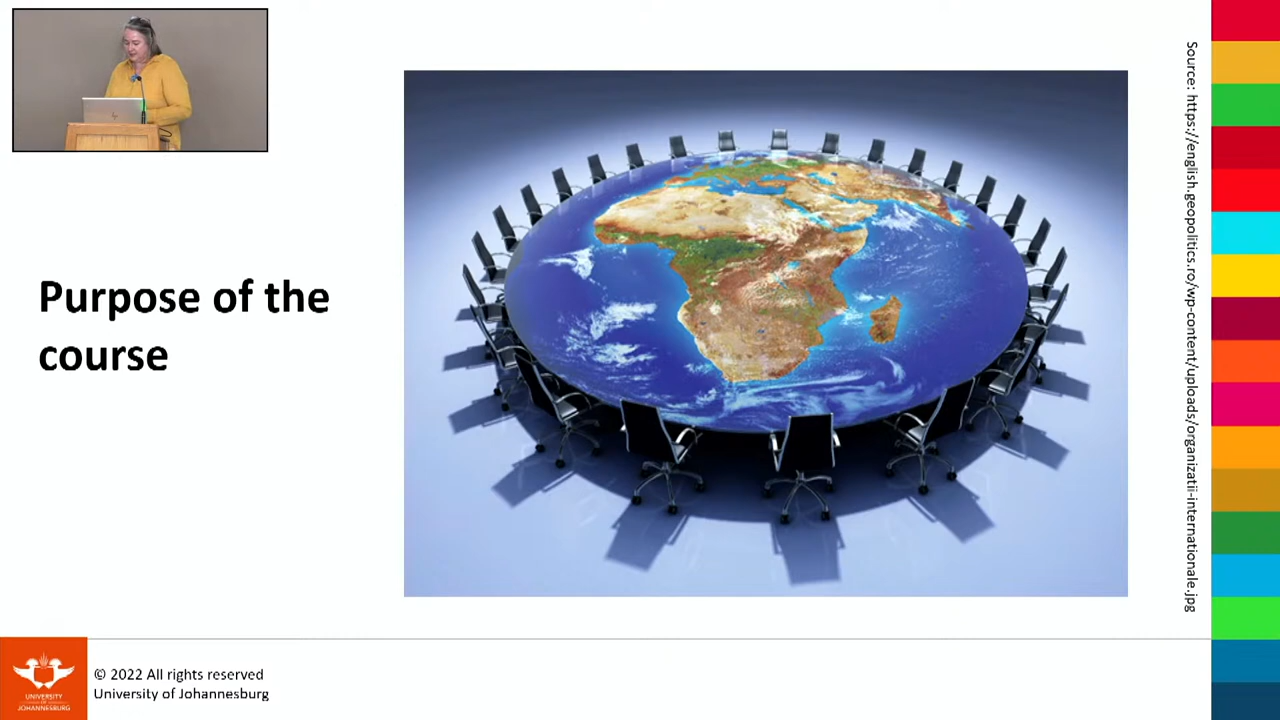 Purpose of the
course
Source: https://english.geopolitics.ro/wp-content/uploads/organizatii-internationale.jpg
UNIVERSITY
OF
JOHANNESBURG
© 2022 All rights reserved
University of Johannesburg